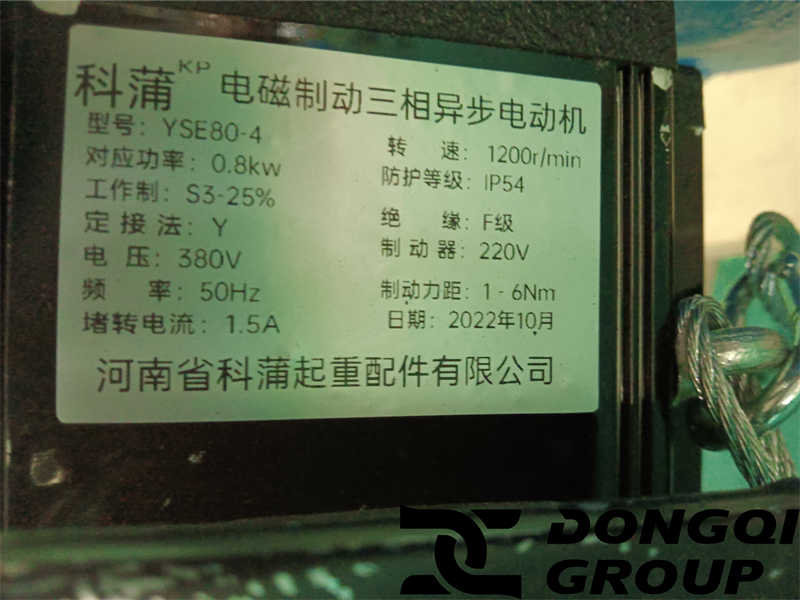 科蒲KP 电磁制动三相异步电动机
型号：YSE80-4
转 速：1200r/min
对应功率：0.8kw
防护等级：IP54
工作制：S3-25%
定接法：Y
绝 缘：F级
电 压：380V
制动器：220V
频 率：50Hz
制动力距：1-6Nm
堵转电流：1.5A
日期：2022年10月
河南省科蒲起重配件有限公司
DONGQI
GROUP